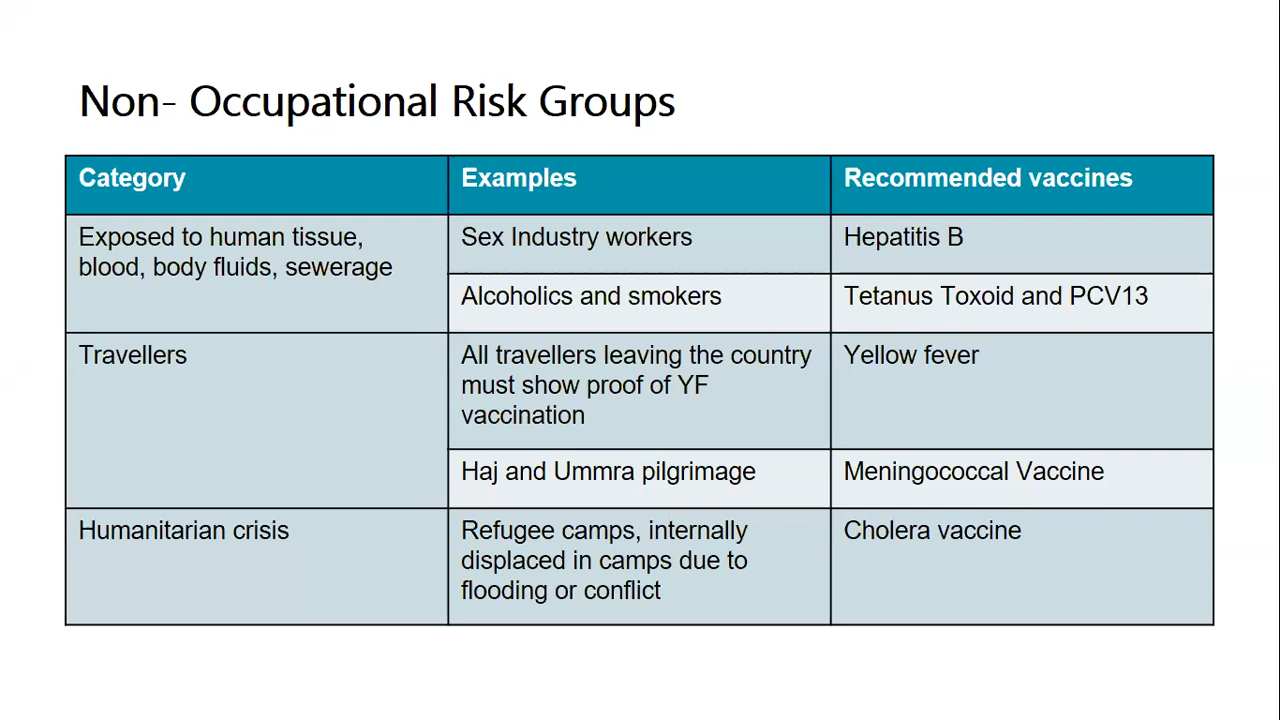 Non- Occupational Risk Groups
Category
Examples
Recommended vaccines
Exposed to human tissue,
blood, body fluids, sewerage
Sex Industry workers
Hepatitis B
Alcoholics and smokers
Tetanus Toxoid and PCV13
Travellers
All travellers leaving the country
must show proof of YF
vaccination
Yellow fever
Haj and Ummra pilgrimage
Meningococcal Vaccine
Humanitarian crisis
Refugee camps, internally
displaced in camps due to
flooding or conflict
Cholera vaccine